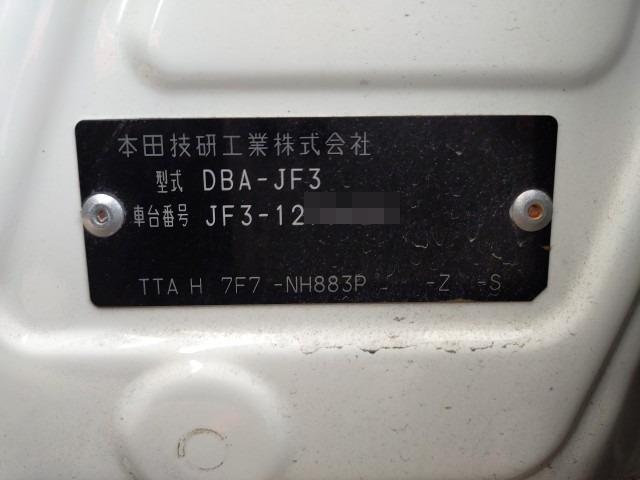 本田技研工業株式会社
型式 DBA-JF3
車台番号 JF3-12
TTA H 7F7 -NH883P -Z -S